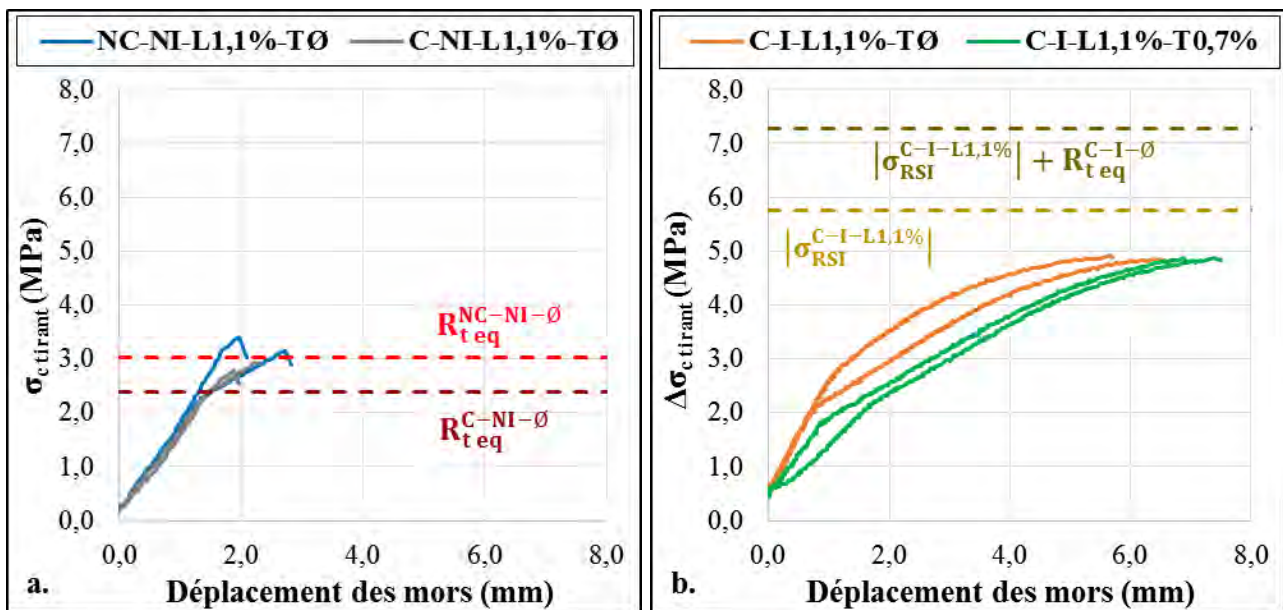 NC-NI-L1,1%-TØ C-NI-L1,1%-TØ
8,0
7,0
6,0
5,0
4,0
3,0
2,0
1,0
0,0
σc tirant (MPa)
R t eq NC-NI-Ø
R t eq C-NI-Ø
0,0 2,0 4,0 6,0 8,0
a. Déplacement des mors (mm)
C-I-L1,1%-TØ C-I-L1,1%-T0,7%
8,0
7,0
6,0
5,0
4,0
3,0
2,0
1,0
0,0
Δσc tirant (MPa)
|σ RSI C-I-L1,1%| + R t eq C-I-Ø
|σ RSI C-I-L1,1%|
0,0 2,0 4,0 6,0 8,0
b. Déplacement des mors (mm)